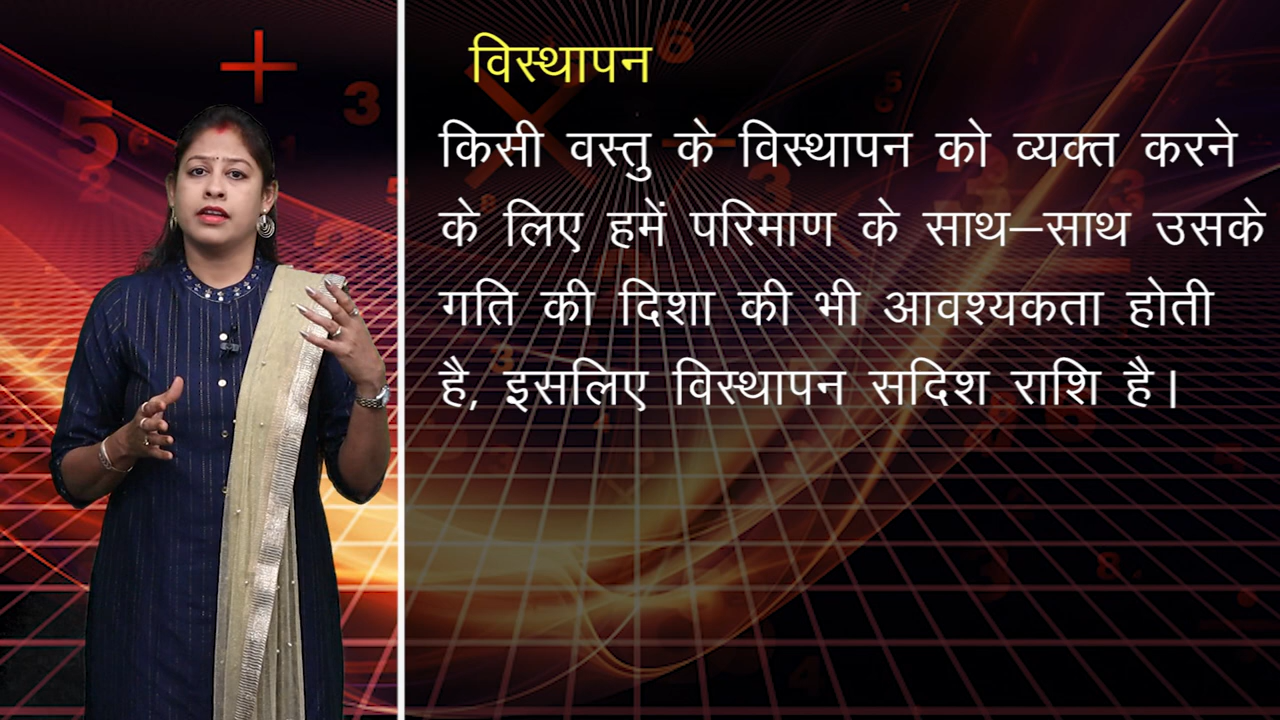 विस्थापन
किसी वस्तु के विस्थापन को व्यक्त करने
के लिए हमें परिमाण के साथ–साथ उसके
गति की दिशा की भी आवश्यकता होती
है, इसलिए विस्थापन सदिश राशि है।